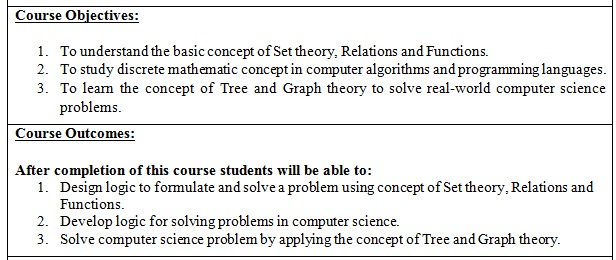 Course Objectives:
1. To understand the basic concept of Set theory, Relations and Functions.
2. To study discrete mathematic concept in computer algorithms and programming languages.
3. To learn the concept of Tree and Graph theory to solve real-world computer science
problems.
Course Outcomes:
After completion of this course students will be able to:
1. Design logic to formulate and solve a problem using concept of Set theory, Relations and
Functions.
2. Develop logic for solving problems in computer science.
3. Solve computer science problem by applying the concept of Tree and Graph theory.